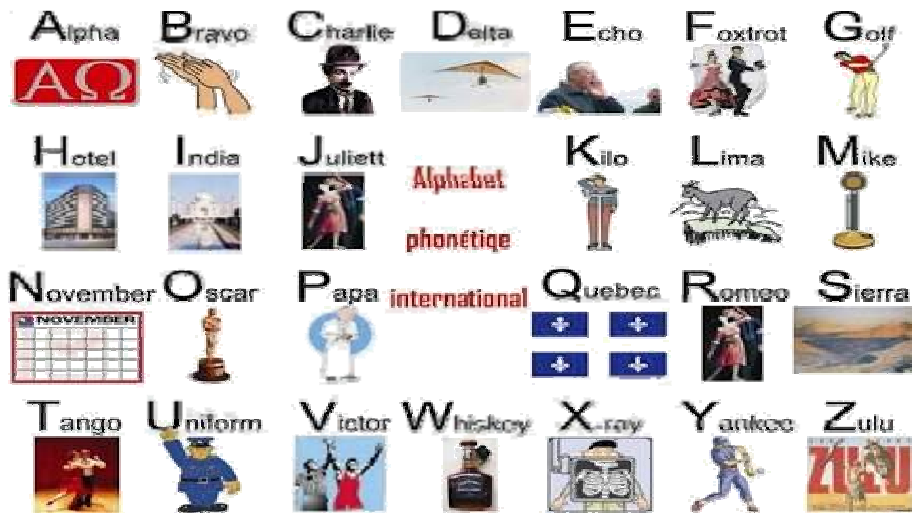 Alpha Bravo Charlie Delta Echo Foxtrot Golf
ΑΩ
Hotel India Juliett Kilo Lima Mike
Alphabet
phonétiqe
international
November Oscar Papa Quebec Romeo Sierra
NOVEMBER
Tango Uniform Victor Whiskey X-ray Yankee Zulu
ZULU